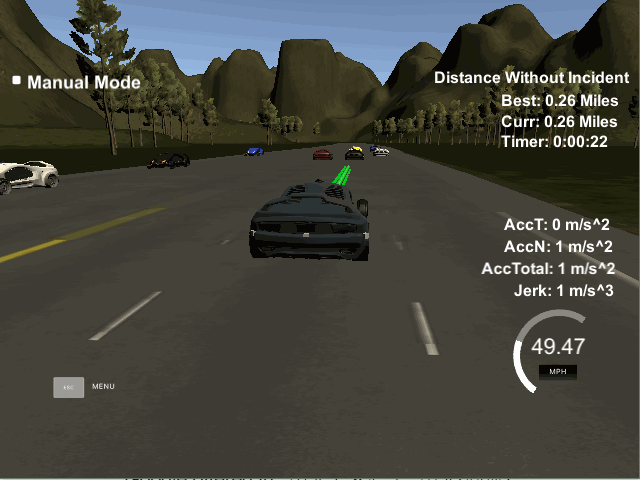 Manual Mode
Distance Without Incident
Best: 0.26 Miles
Curr: 0.26 Miles
Timer: 0:00:22
AccT: 0 m/s^2
AccN: 1 m/s^2
AccTotal: 1 m/s^2
Jerk: 1 m/s^3
49.47
MPH
ESC MENU